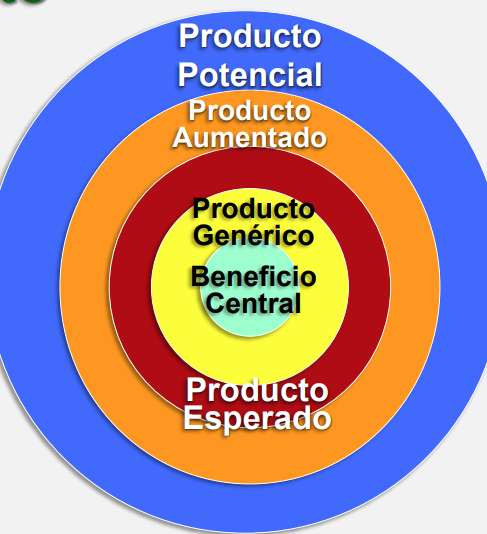 Producto
Potencial
Producto
Aumentado
Producto
Genérico
Beneficio
Central
Producto
Esperado